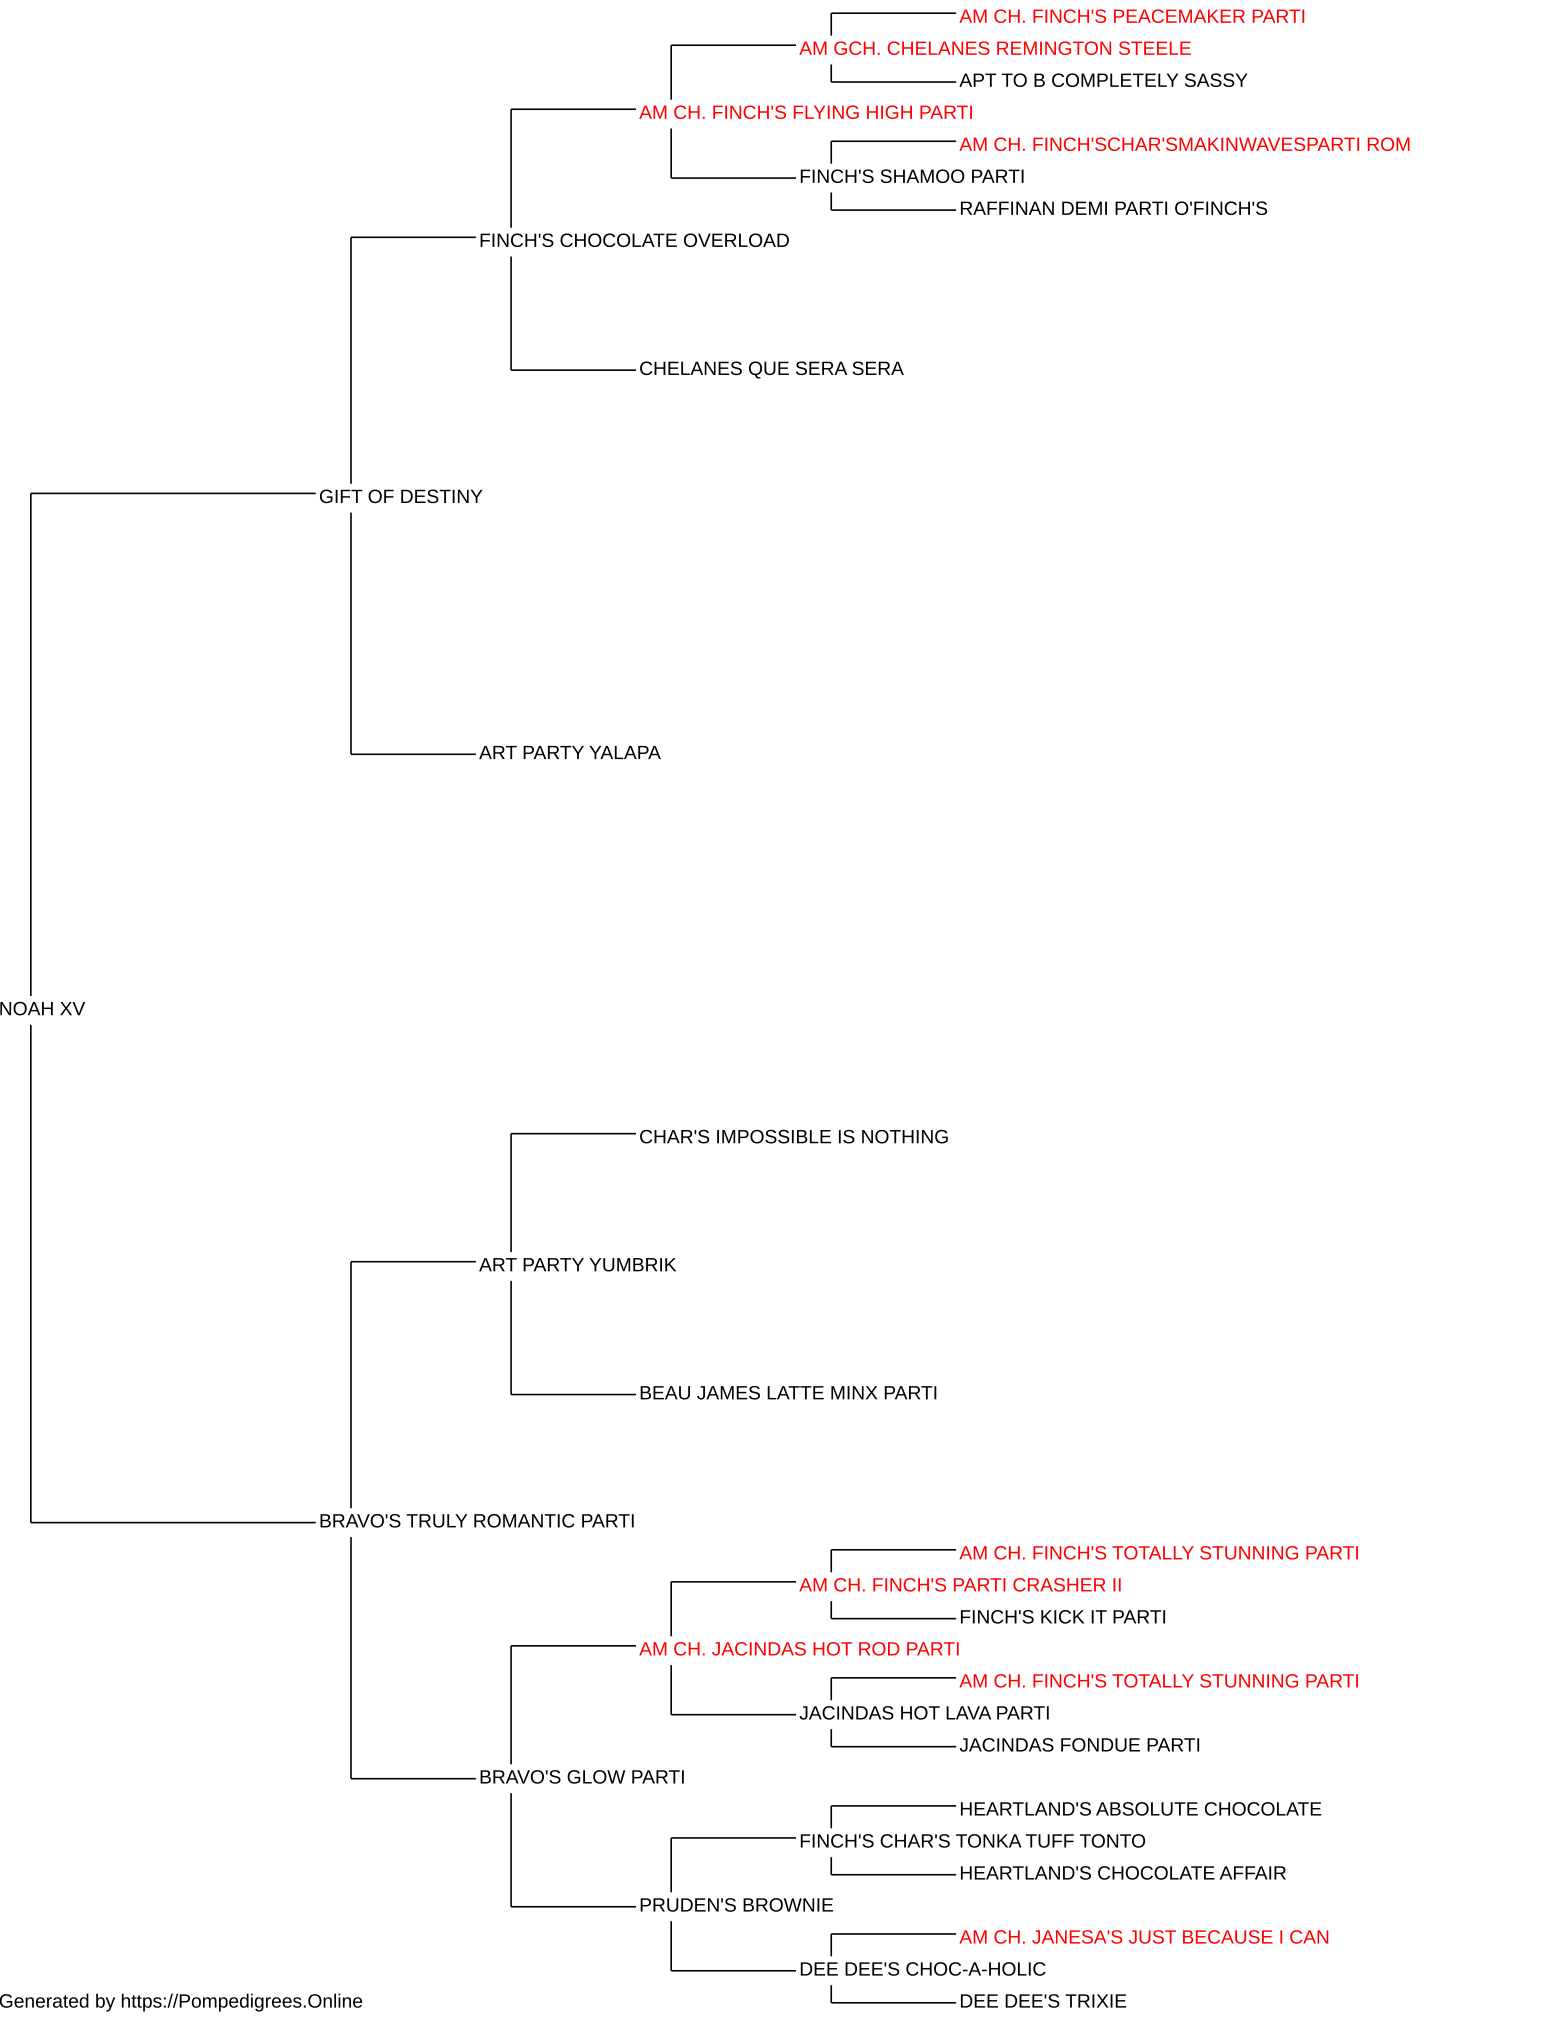 AM CH. FINCH'S PEACEMAKER PARTI
AM GCH. CHELANES REMINGTON STEELE
APT TO B COMPLETELY SASSY
AM CH. FINCH'S FLYING HIGH PARTI
AM CH. FINCH'SCHAR'SMAKINWAVESPARTI ROM
FINCH'S SHAMOO PARTI
RAFFINAN DEMI PARTI O'FINCH'S
FINCH'S CHOCOLATE OVERLOAD
CHELANES QUE SERA SERA
GIFT OF DESTINY
ART PARTY YALAPA
NOAH XV
CHAR'S IMPOSSIBLE IS NOTHING
ART PARTY YUMBRIK
BEAU JAMES LATTE MINX PARTI
BRAVO'S TRULY ROMANTIC PARTI
AM CH. FINCH'S TOTALLY STUNNING PARTI
AM CH. FINCH'S PARTI CRASHER II
FINCH'S KICK IT PARTI
AM CH. JACINDAS HOT ROD PARTI
AM CH. FINCH'S TOTALLY STUNNING PARTI
JACINDAS HOT LAVA PARTI
JACINDAS FONDUE PARTI
BRAVO'S GLOW PARTI
HEARTLAND'S ABSOLUTE CHOCOLATE
FINCH'S CHAR'S TONKA TUFF TONTO
HEARTLAND'S CHOCOLATE AFFAIR
PRUDEN'S BROWNIE
AM CH. JANESA'S JUST BECAUSE I CAN
DEE DEE'S CHOC-A-HOLIC
DEE DEE'S TRIXIE
Generated by https://Pompedigrees.Online